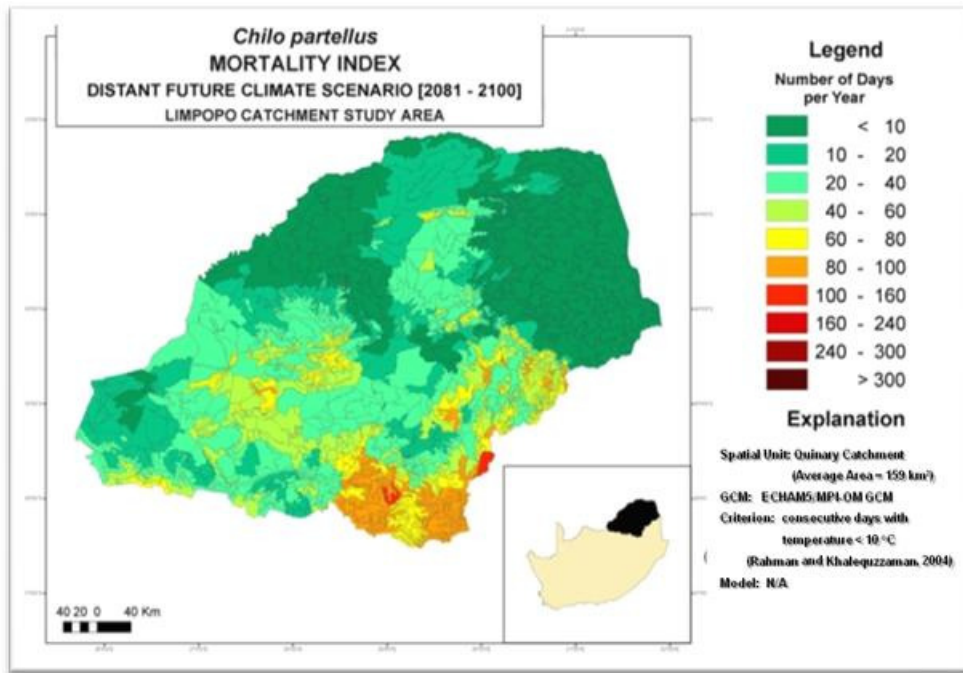 Chilo partellus
MORTALITY INDEX
DISTANT FUTURE CLIMATE SCENARIO [2081 - 2100]
LIMPOPO CATCHMENT STUDY AREA
Legend
Number of Days
per Year
< 10
10 - 20
20 - 40
40 - 60
60 - 80
80 - 100
100 - 160
160 - 240
240 - 300
> 300
Explanation
Spatial Unit: Quinary Catchment
(Average Area = 159 km²)
GCM: ECHAM5/MPI-OM GCM
Criterion: consecutive days with
temperature < 10 °C
(Rahman and Khalequzzaman, 2004)
Model: N/A
40 20 0 40 Km